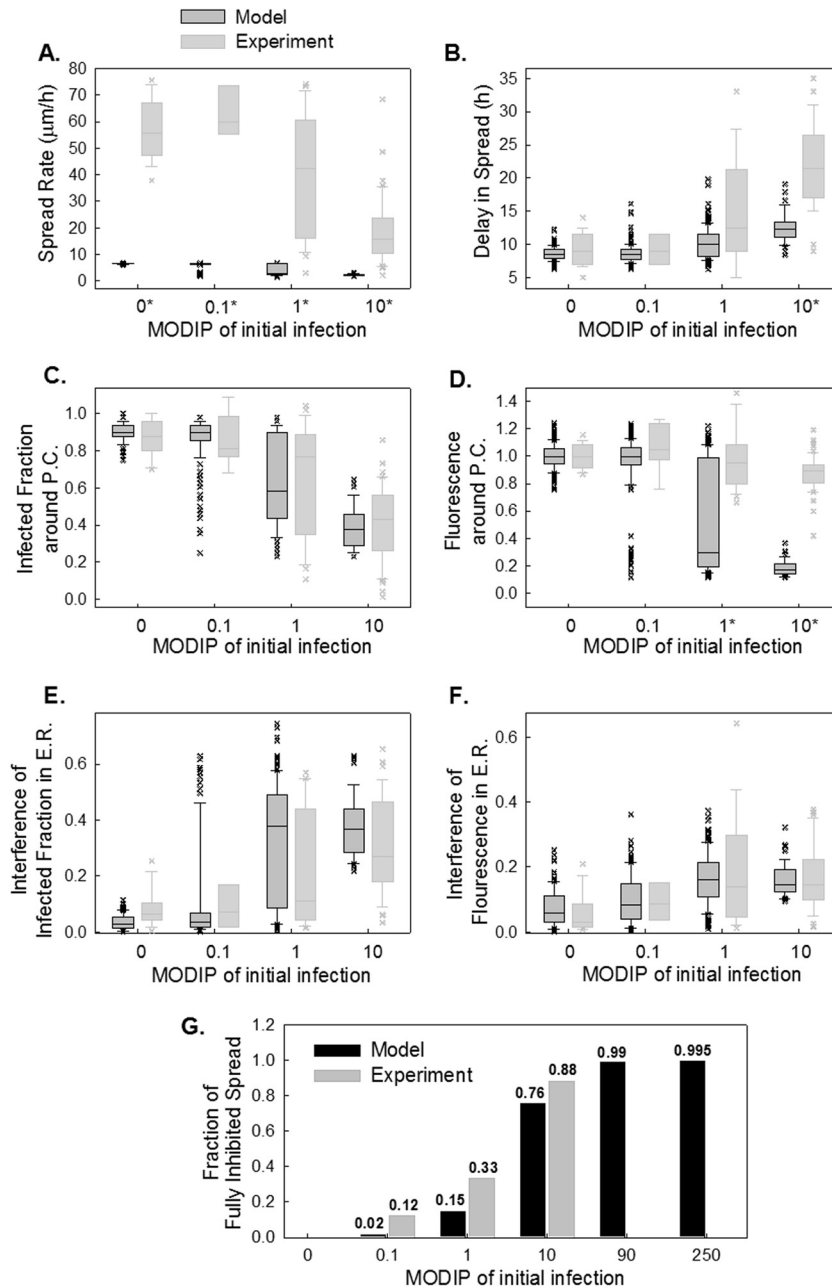 Model
Experiment
A.
80
70
60
50
40
30
20
10
0
Spread Rate (μm/h)
0* 0.1* 1* 10*
MODIP of initial infection
B.
35
30
25
20
15
10
5
Delay in Spread (h)
0 0.1 1 10*
MODIP of initial infection
C.
1.0
0.8
0.6
0.4
0.2
0.0
Infected Fraction
around P.C.
0 0.1 1 10
MODIP of initial infection
D.
1.4
1.2
1.0
0.8
0.6
0.4
0.2
0.0
Fluorescence
around P.C.
0 0.1 1* 10*
MODIP of initial infection
E.
0.6
0.4
0.2
0.0
Interference of
Infected Fraction in E.R.
0 0.1 1 10
MODIP of initial infection
F.
0.6
0.4
0.2
0.0
Interference of
Flourescence in E.R.
0 0.1 1 10
MODIP of initial infection
G.
1.2
1.0
0.8
0.6
0.4
0.2
0.0
Fraction of
Fully Inhibited Spread
Model
Experiment
0.02 0.12 0.15 0.33 0.76 0.88 0.99 0.995
0 0.1 1 10 90 250
MODIP of initial infection